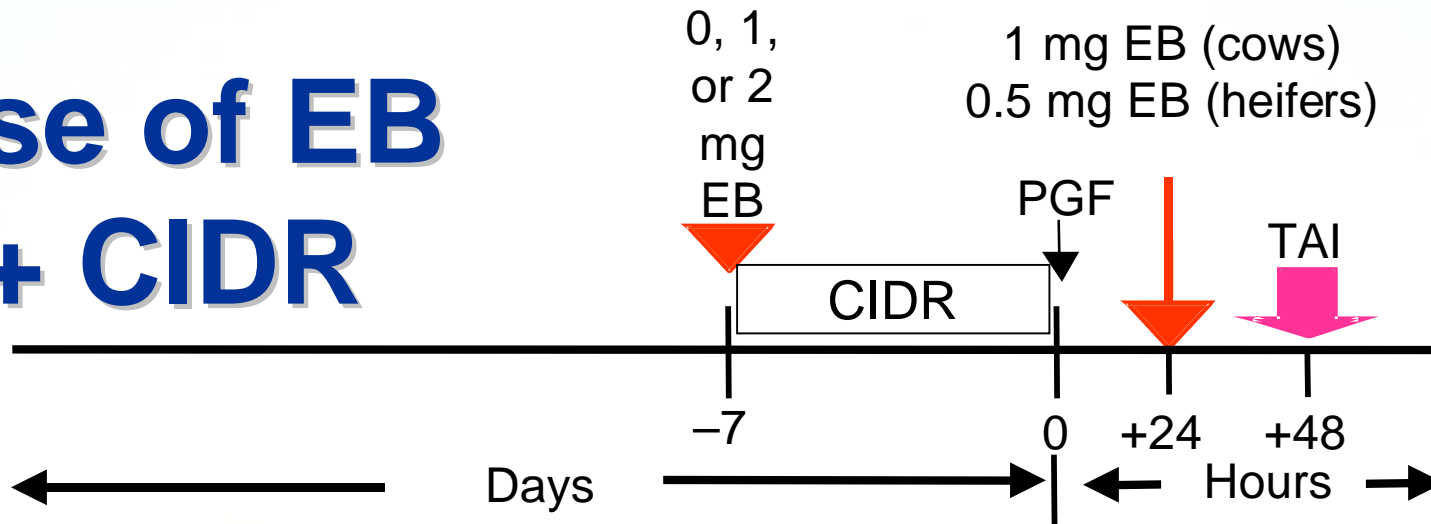 se of EB
+ CIDR
0, 1,
or 2
mg
EB
1 mg EB (cows)
0.5 mg EB (heifers)
PGF
TAI
CIDR
–7
0
+24
+48
Days
Hours